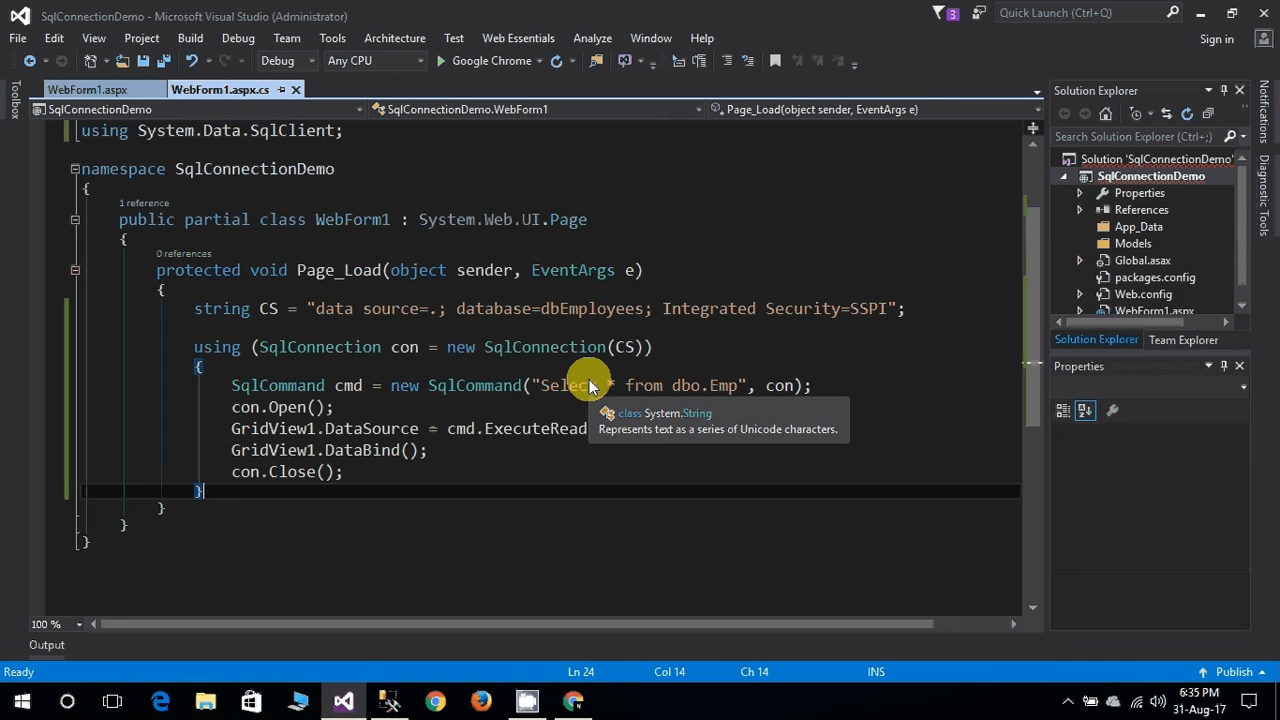 SqlConnectionDemo - Microsoft Visual Studio (Administrator)
3
Quick Launch (Ctrl+Q)
File Edit View Project Build Debug Team Tools Architecture Test Web Essentials Analyze Window Help
Sign in
Debug Any CPU Google Chrome
Toolbox
WebForm1.aspx WebForm1.aspx.cs
SqlConnectionDemo SqlConnectionDemo.WebForm1 Page_Load(object sender, EventArgs e)
using System.Data.SqlClient;
namespace SqlConnectionDemo
{
1 reference
public partial class WebForm1 : System.Web.UI.Page
{
0 references
protected void Page_Load(object sender, EventArgs e)
{
string CS = "data source=.; database=dbEmployees; Integrated Security=SSPI";
using (SqlConnection con = new SqlConnection(CS))
{
SqlCommand cmd = new SqlCommand("Select * from dbo.Emp", con);
con.Open();
GridView1.DataSource = cmd.ExecuteRead
GridView1.DataBind();
con.Close();
}
}
}
}
class System.String
Represents text as a series of Unicode characters.
100 %
Output
Solution Explorer
Search Solution Explorer (Ctrl+;)
Solution 'SqlConnectionDemo'
SqlConnectionDemo
Properties
References
App_Data
Models
Global.asax
packages.config
Web.config
WebForm1.aspx
Solution Explorer Team Explorer
Properties
Notifications
Diagnostic Tools
Ready Ln 24 Col 14 Ch 14 INS Publish
6:35 PM
31-Aug-17